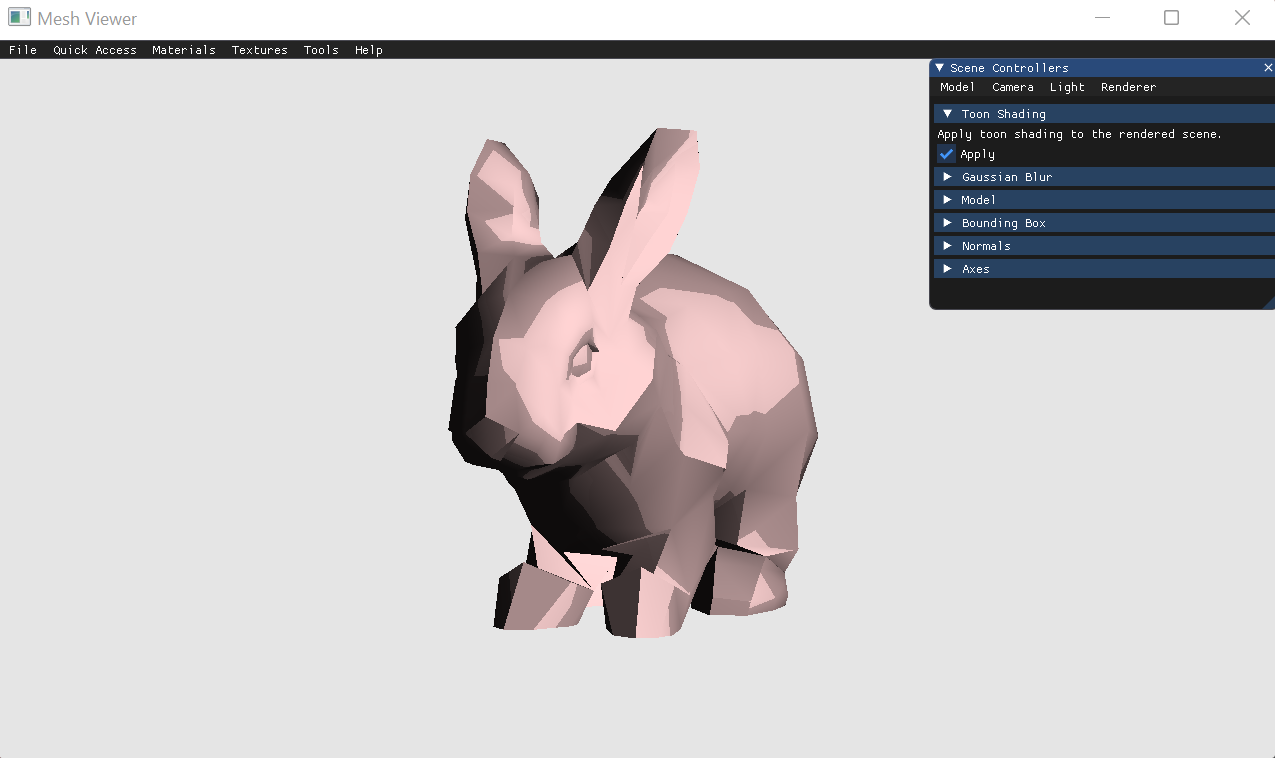 Mesh Viewer
File Quick Access Materials Textures Tools Help
Scene Controllers
Model Camera Light Renderer
Toon Shading
Apply toon shading to the rendered scene.
Apply
Gaussian Blur
Model
Bounding Box
Normals
Axes